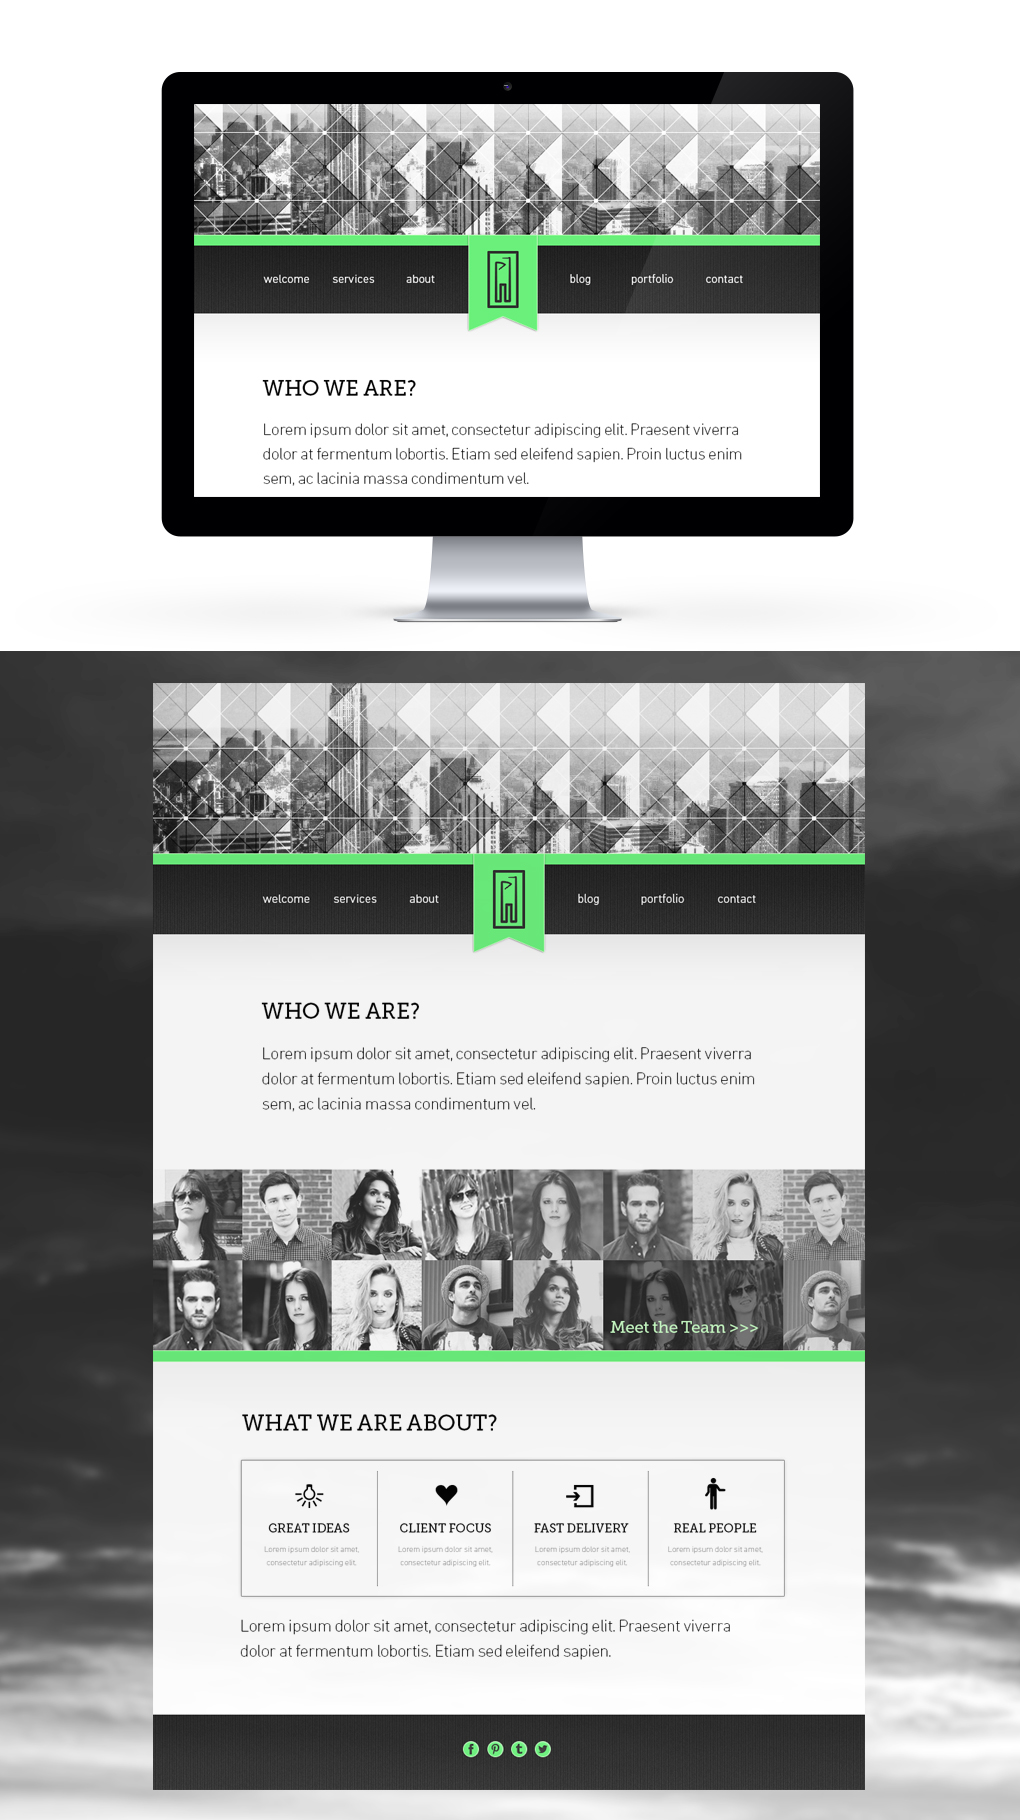 welcome services about blog portfolio contact
WHO WE ARE?
Lorem ipsum dolor sit amet, consectetur adipiscing elit. Praesent viverra
dolor at fermentum lobortis. Etiam sed eleifend sapien. Proin luctus enim
sem, ac lacinia massa condimentum vel.
welcome services about blog portfolio contact
WHO WE ARE?
Lorem ipsum dolor sit amet, consectetur adipiscing elit. Praesent viverra
dolor at fermentum lobortis. Etiam sed eleifend sapien. Proin luctus enim
sem, ac lacinia massa condimentum vel.
Meet the Team >>>
WHAT WE ARE ABOUT?
GREAT IDEAS
Lorem ipsum dolor sit amet,
consectetur adipiscing elit.
CLIENT FOCUS
Lorem ipsum dolor sit amet,
consectetur adipiscing elit.
FAST DELIVERY
Lorem ipsum dolor sit amet,
consectetur adipiscing elit.
REAL PEOPLE
Lorem ipsum dolor sit amet,
consectetur adipiscing elit.
Lorem ipsum dolor sit amet, consectetur adipiscing elit. Praesent viverra
dolor at fermentum lobortis. Etiam sed eleifend sapien.